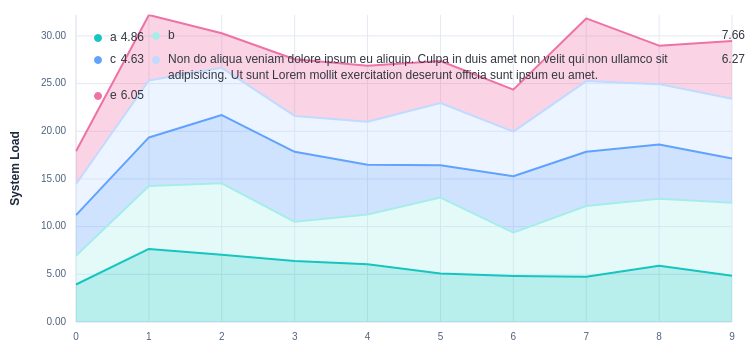 30.00
25.00
20.00
15.00
10.00
5.00
0.00
System Load
a 4.86
b
7.66
c 4.63
Non do aliqua veniam dolore ipsum eu aliquip. Culpa in duis amet non velit qui non ullamco sit
6.27
adipisicing. Ut sunt Lorem mollit exercitation deserunt officia sunt ipsum eu amet.
e 6.05
0 1 2 3 4 5 6 7 8 9